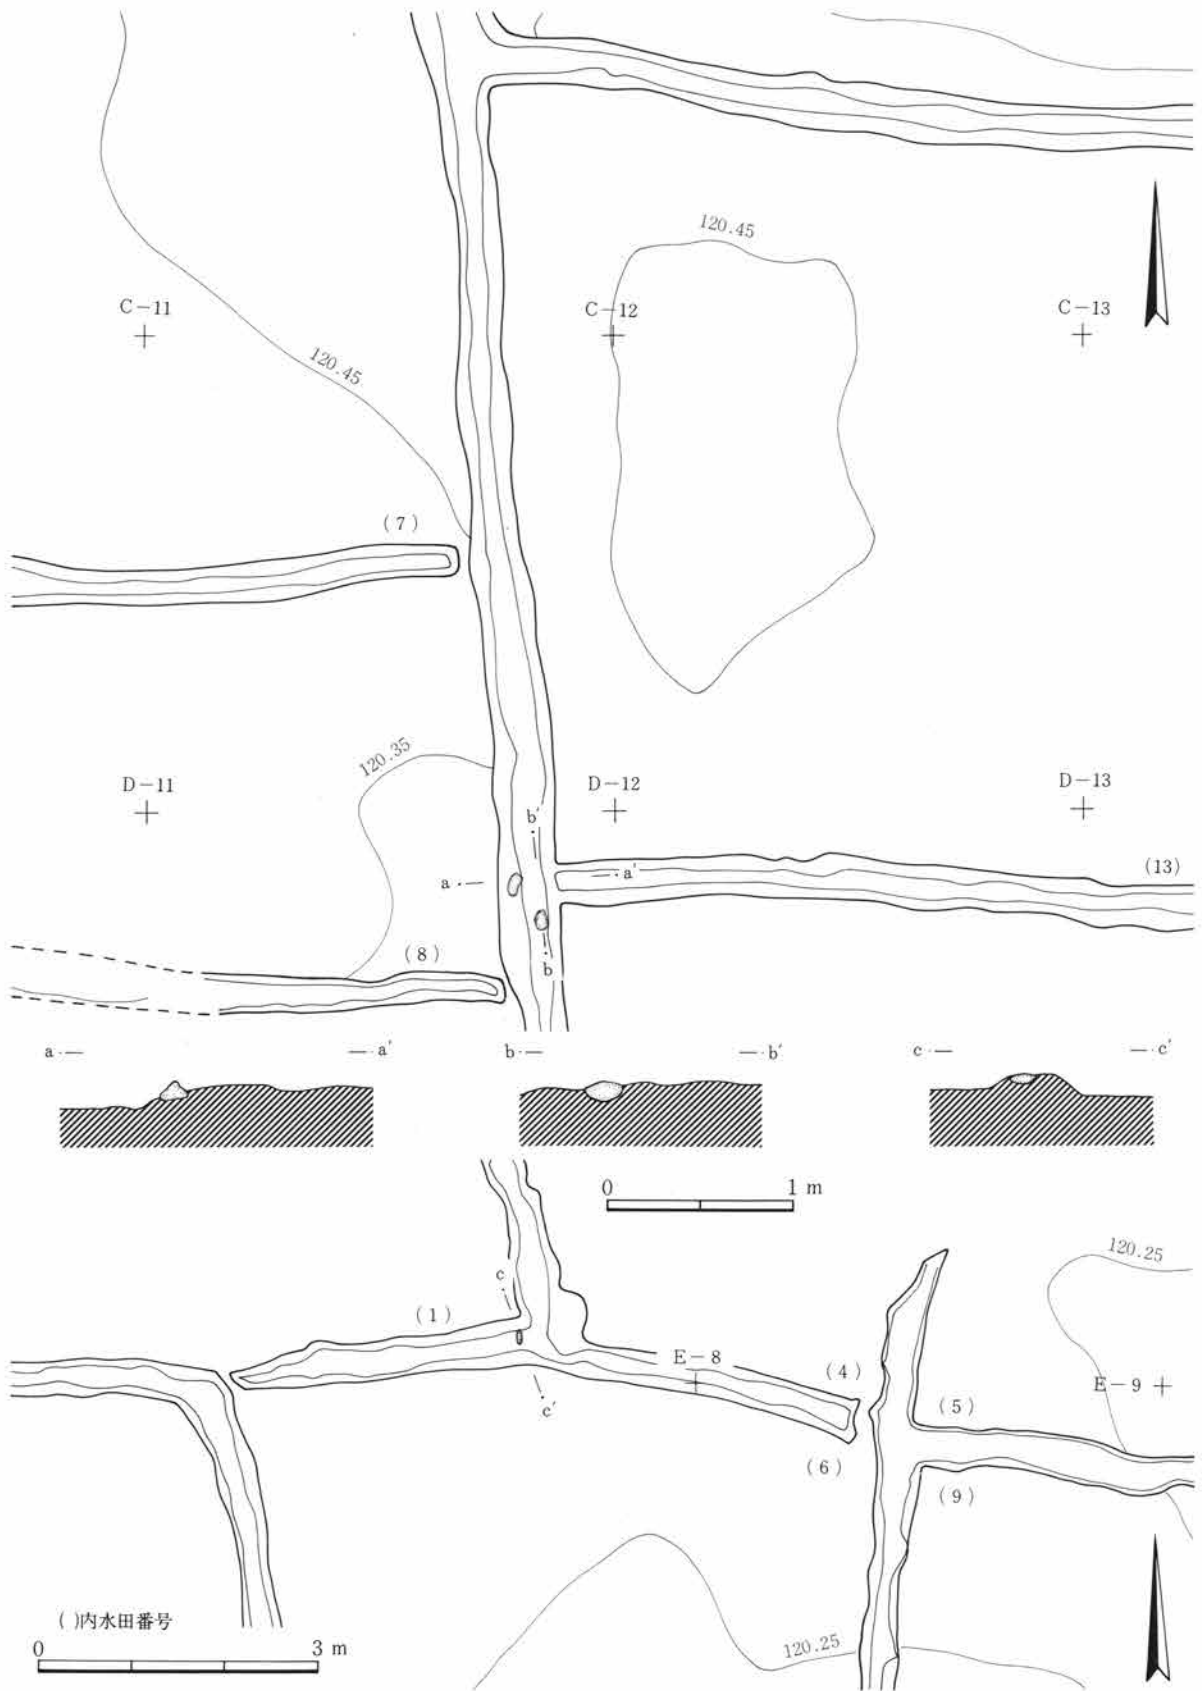 120.45
C-11
C-12
C-13
120.45
(7)
120.35
D-11
D-12
D-13
b′
(13)
a
a′
(8)
b
a
a′
b
b′
c
c′
0
1 m
120.25
c
(1)
E-8
(4)
E-9
(5)
c′
(6)
(9)
( )内水田番号
0
3 m
120.25